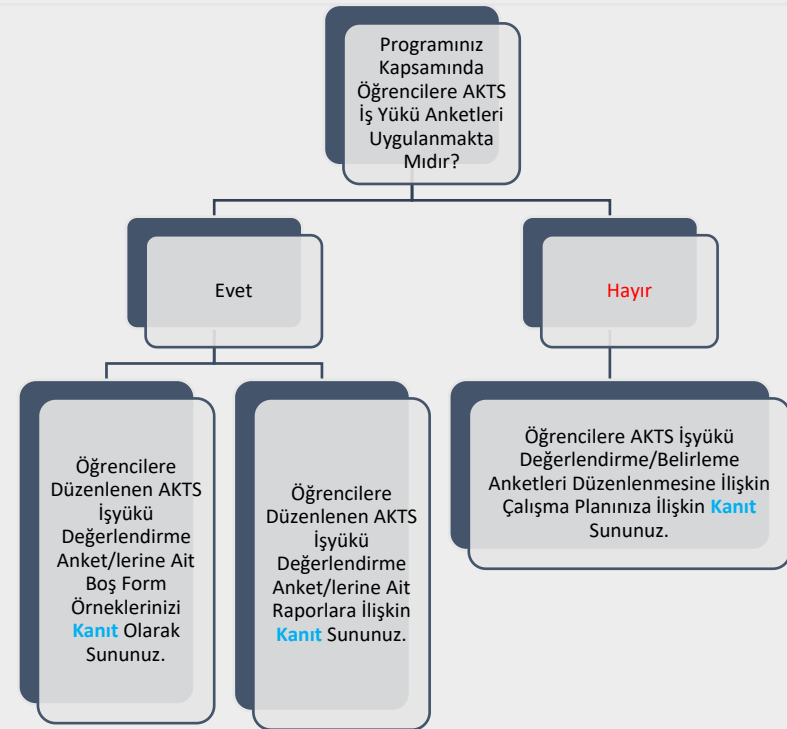 Programınız
Kapsamında
Öğrencilere AKTS
İş Yükü Anketleri
Uygulanmakta
Mıdır?
Evet
Hayır
Öğrencilere
Düzenlenen AKTS
İşyükü
Değerlendirme
Anket/lerine Ait
Boş Form
Örneklerinizi
Kanıt Olarak
Sununuz.
Öğrencilere
Düzenlenen AKTS
İşyükü
Değerlendirme
Anket/lerine Ait
Raporlara İlişkin
Kanıt Sununuz.
Öğrencilere AKTS İşyükü
Değerlendirme/Belirleme
Anketleri Düzenlenmesine İlişkin
Çalışma Planınıza İlişkin Kanıt
Sununuz.